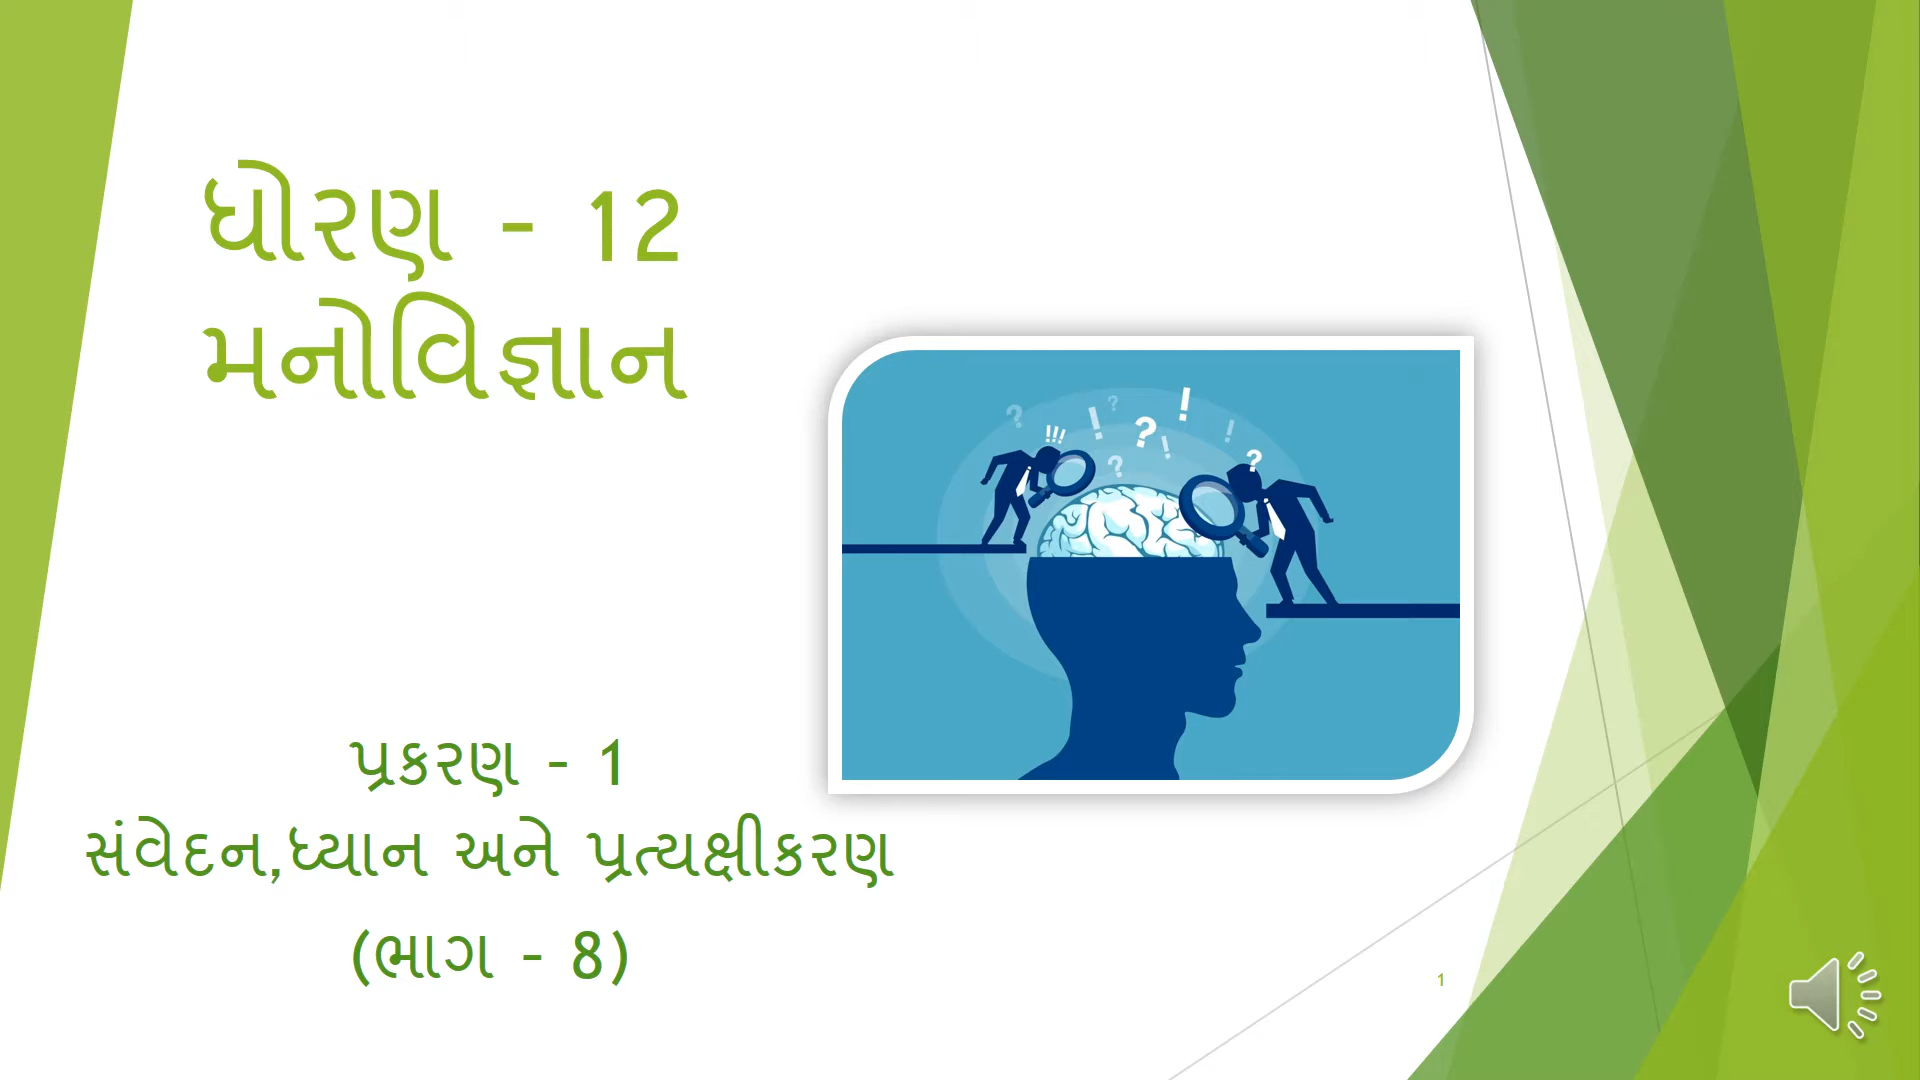 ધોરણ - 12
મનોવિજ્ઞાન
પ્રકરણ - 1
સંવેદન,ધ્યાન અને પ્રત્યક્ષીકરણ
(ભાગ - 8)
1